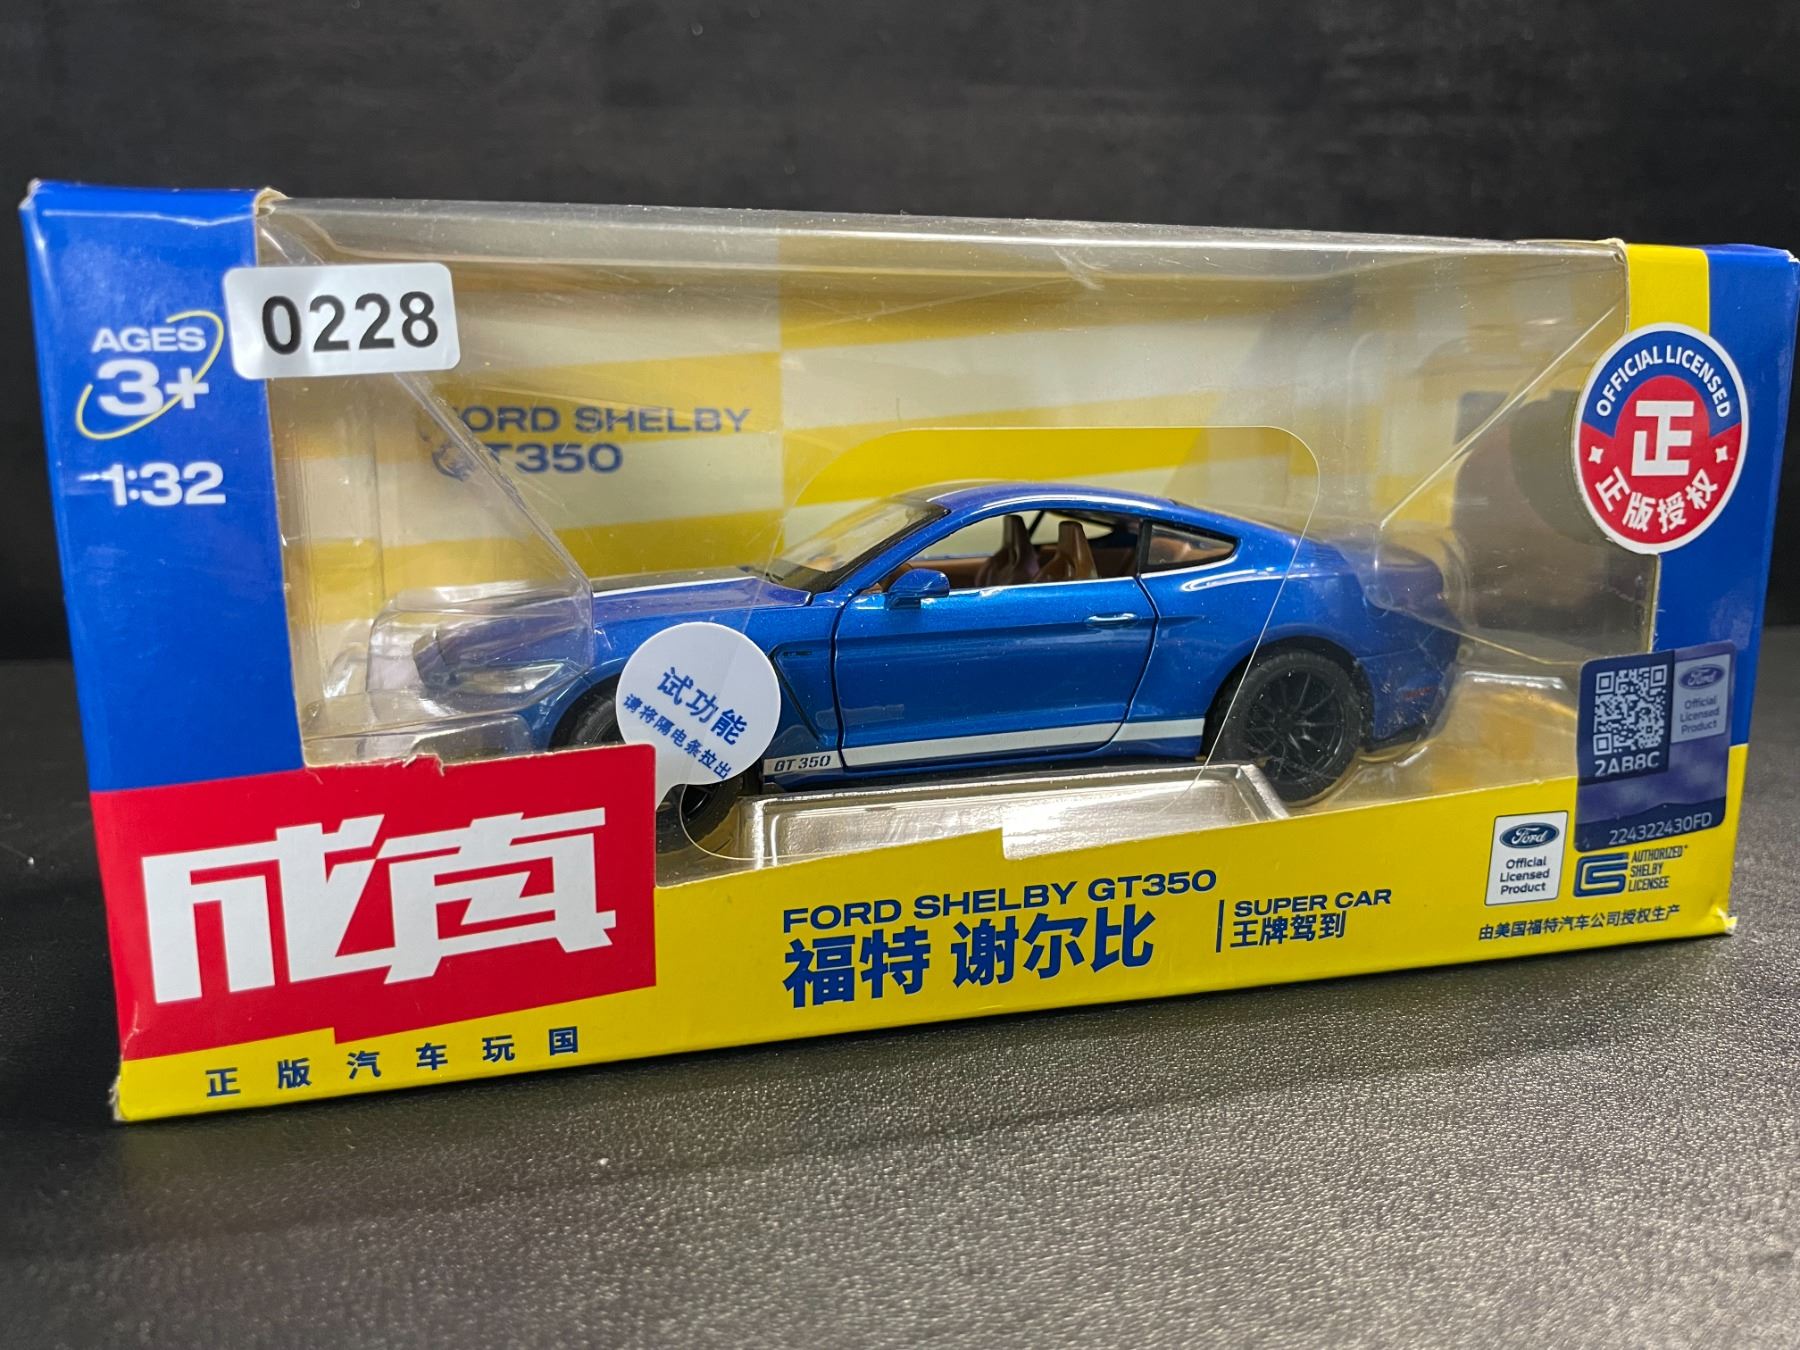 AGES
3+
1:32
0228
FORD SHELBY
GT350
OFFICIAL LICENSED
正
正版授权
试功能
请将隔电条拉出
GT 350
2AB8C
Ford
Official
Licensed
Product
224322430FD
成真
正版汽车玩国
FORD SHELBY GT350
福特 谢尔比
SUPER CAR
王牌驾到
Ford
Official
Licensed
Product
AUTHORIZED
SHELBY
LICENSEE
由美国福特汽车公司授权生产